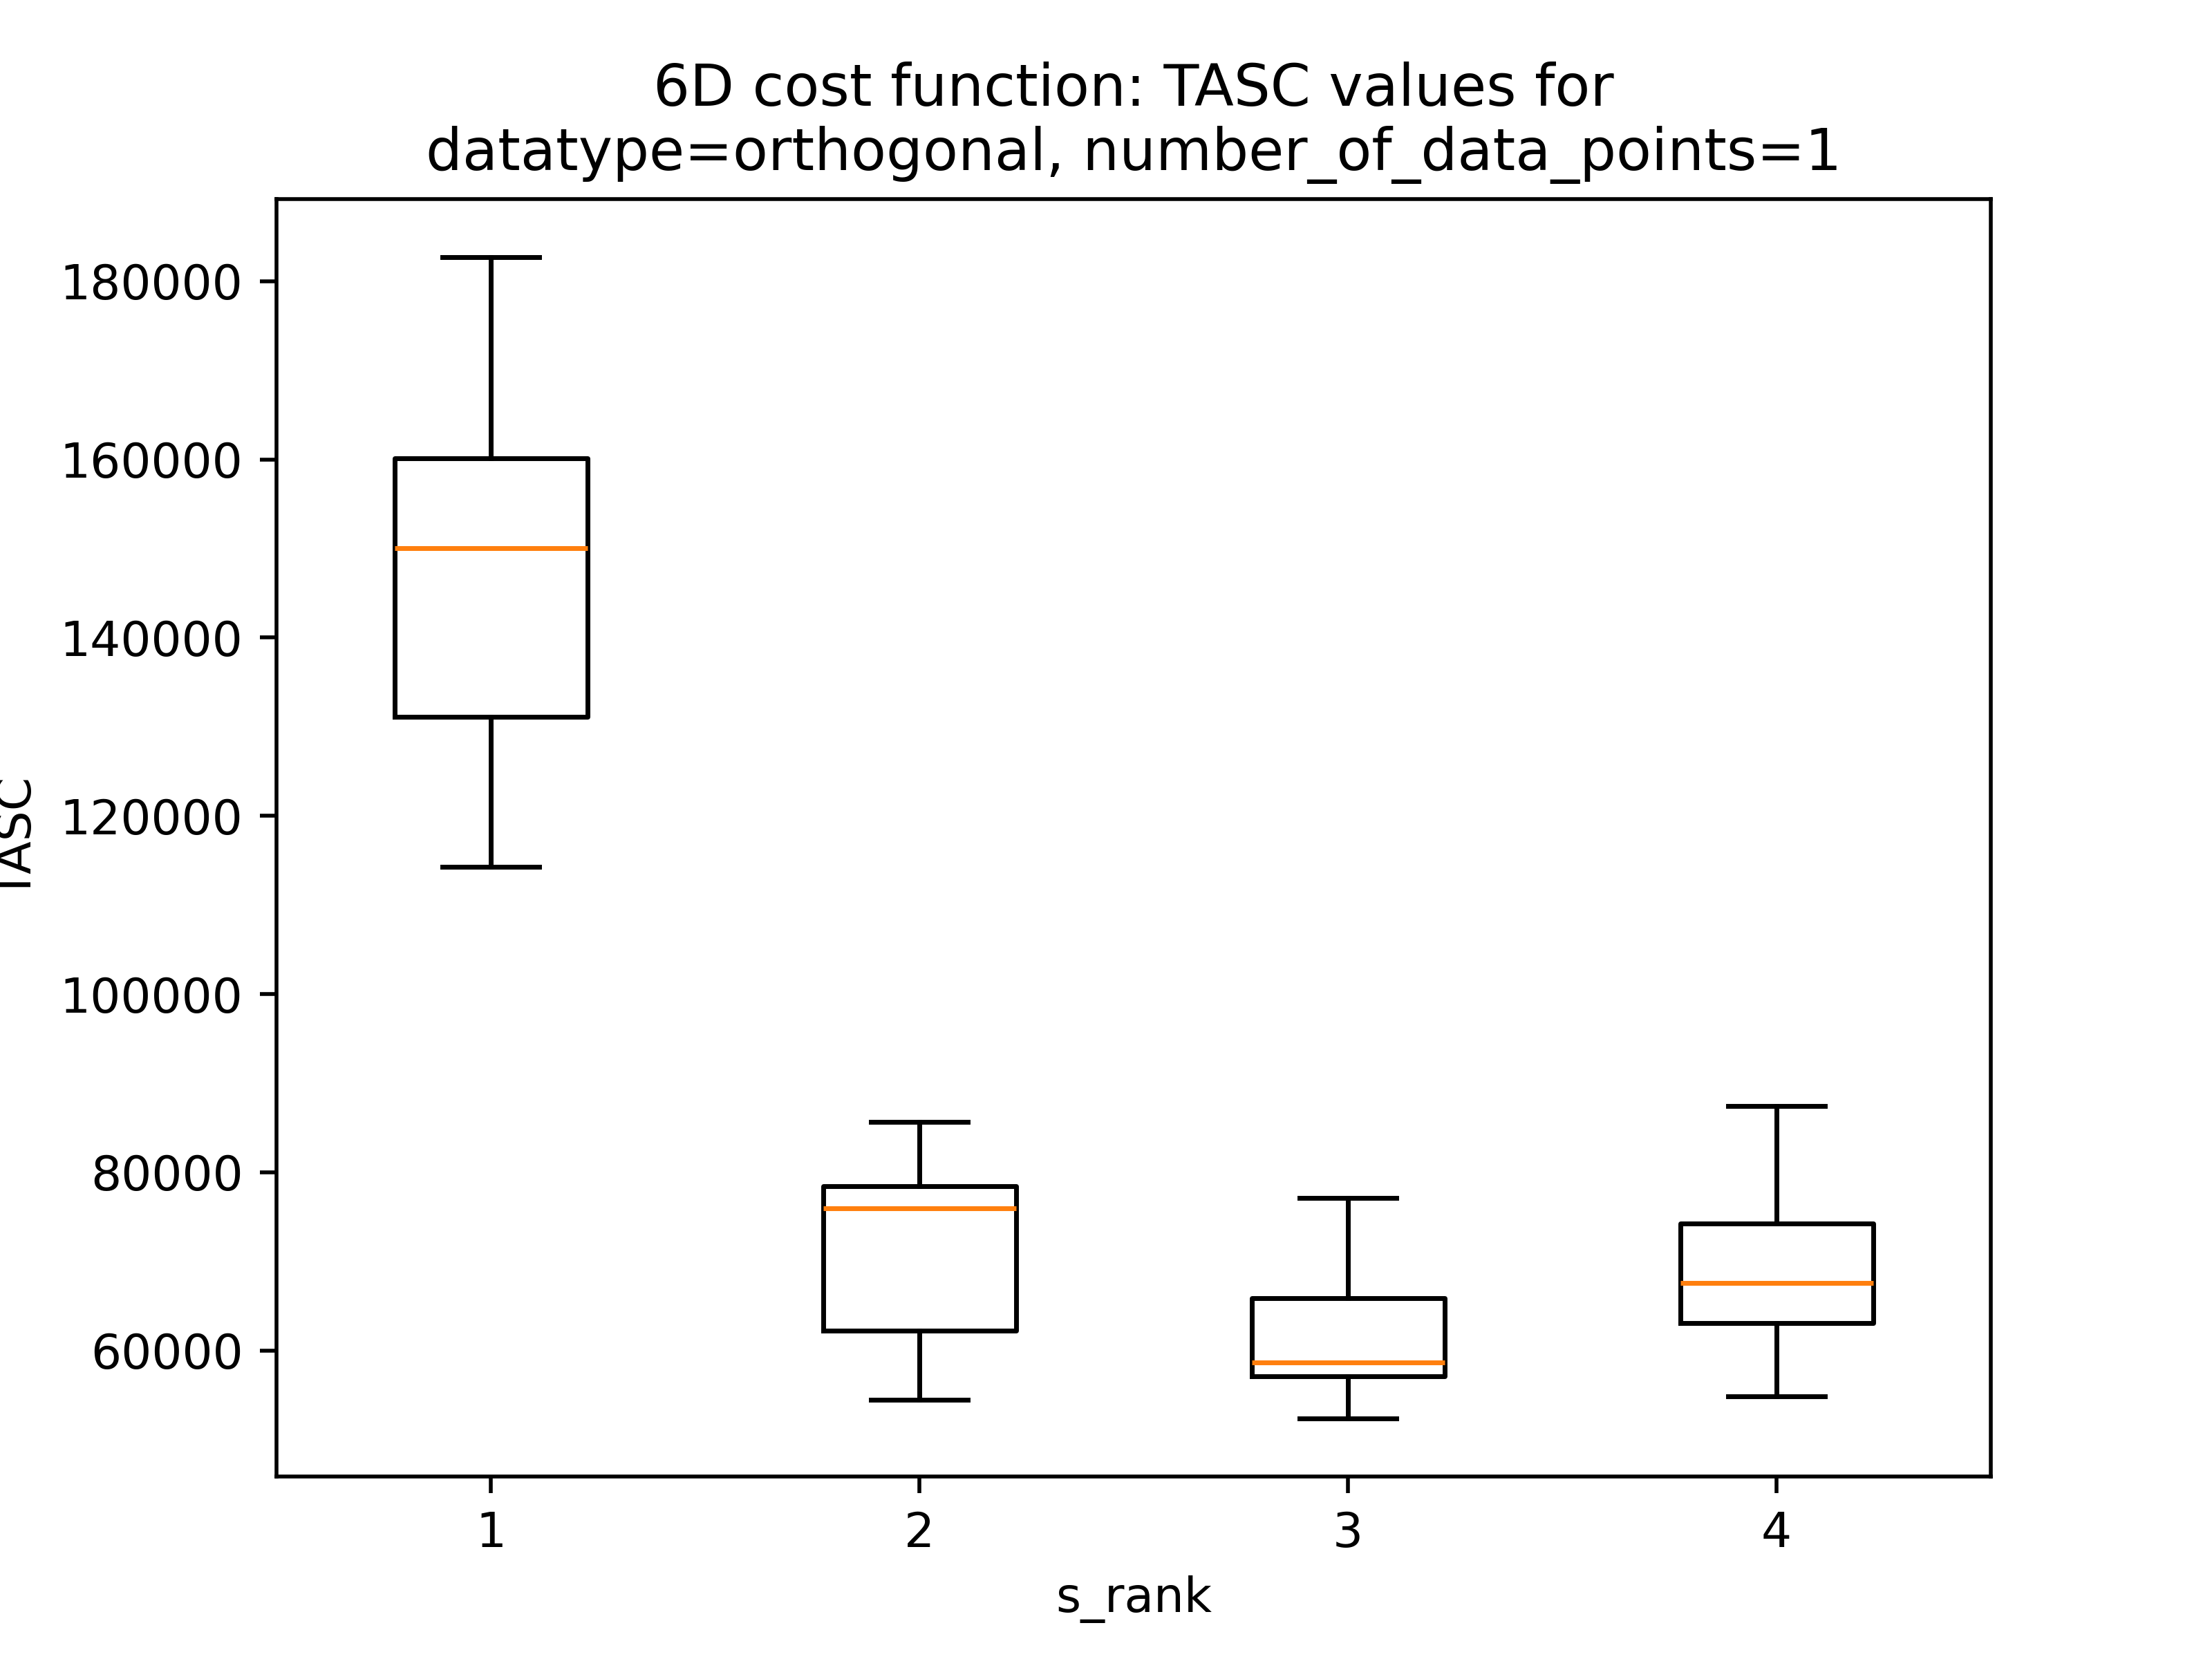 6D cost function: TASC values for
datatype=orthogonal, number_of_data_points=1
180000
160000
140000
120000
100000
80000
60000
TASC
1 2 3 4
s_rank